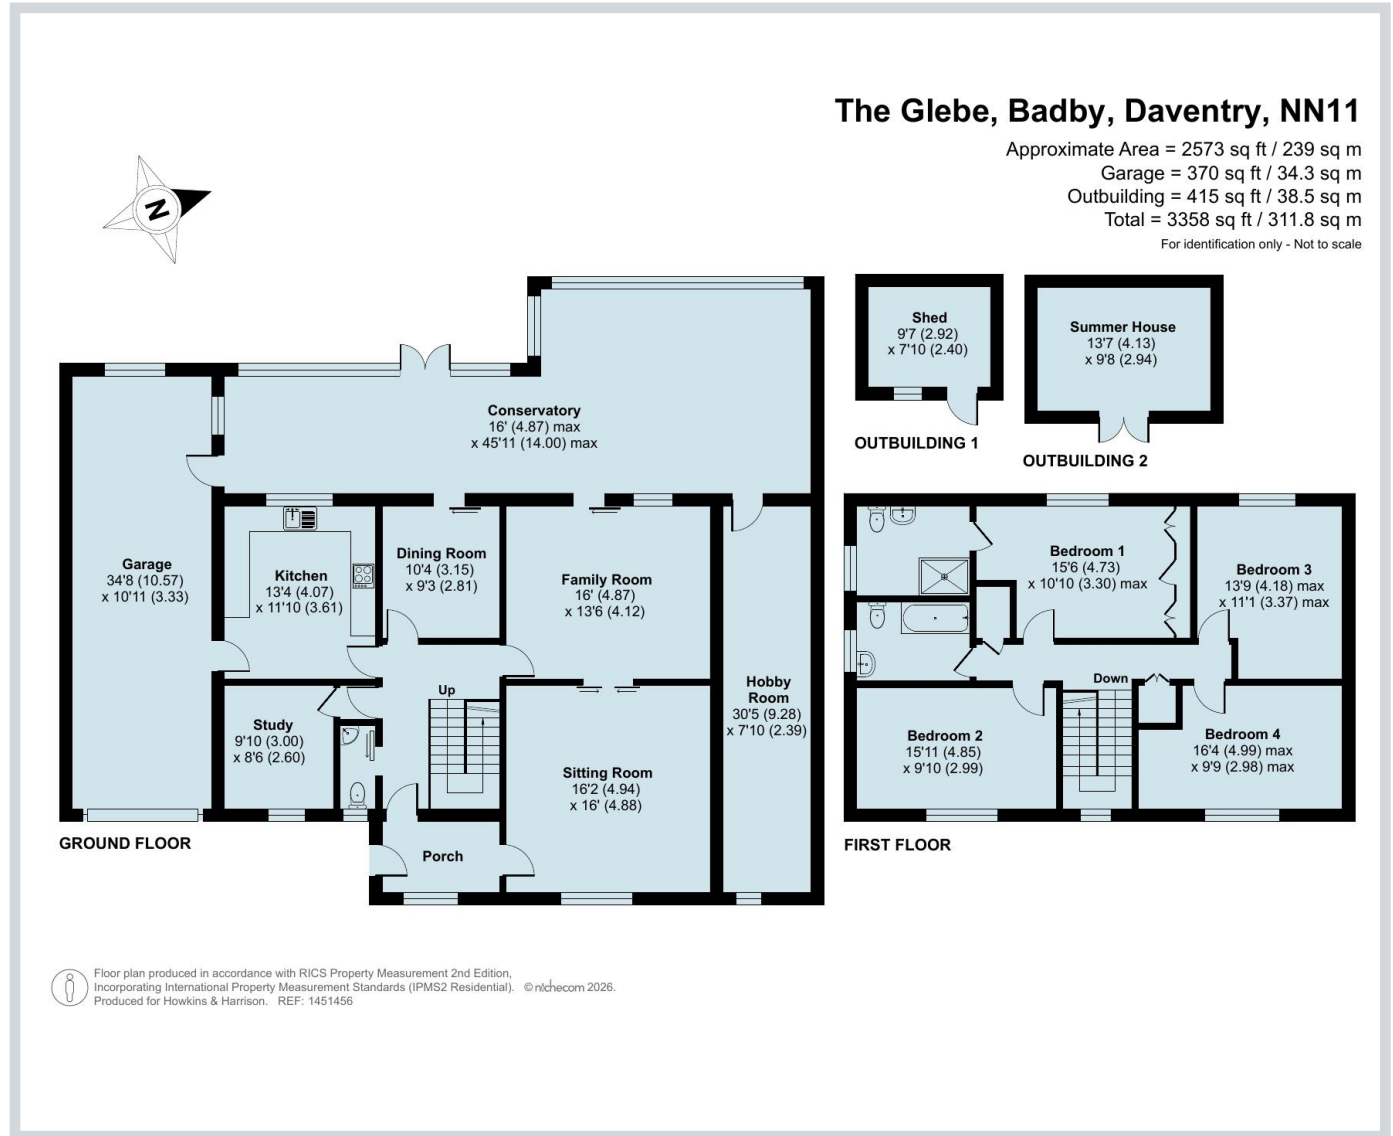 The Glebe, Badby, Daventry, NN11
Approximate Area = 2573 sq ft / 239 sq m
Garage = 370 sq ft / 34.3 sq m
Outbuilding = 415 sq ft / 38.5 sq m
Total = 3358 sq ft / 311.8 sq m
For identification only - Not to scale
N
Shed
9'7 (2.92)
x 7'10 (2.40)
OUTBUILDING 1
Summer House
13'7 (4.13)
x 9'8 (2.94)
OUTBUILDING 2
Conservatory
16' (4.87) max
x 45'11 (14.00) max
Garage
34'8 (10.57)
x 10'11 (3.33)
Kitchen
13'4 (4.07)
x 11'10 (3.61)
Dining Room
10'4 (3.15)
x 9'3 (2.81)
Family Room
16' (4.87)
x 13'6 (4.12)
Hobby
Room
30'5 (9.28)
x 7'10 (2.39)
Up
Study
9'10 (3.00)
x 8'6 (2.60)
Sitting Room
16'2 (4.94)
x 16' (4.88)
Porch
GROUND FLOOR
Bedroom 1
15'6 (4.73)
x 10'10 (3.30) max
Bedroom 3
13'9 (4.18) max
x 11'1 (3.37) max
Down
Bedroom 2
15'11 (4.85)
x 9'10 (2.99)
Bedroom 4
16'4 (4.99) max
x 9'9 (2.98) max
FIRST FLOOR
Floor plan produced in accordance with RICS Property Measurement 2nd Edition,
Incorporating International Property Measurement Standards (IPMS2 Residential). © nichecom 2026.
Produced for Howkins & Harrison. REF: 1451456